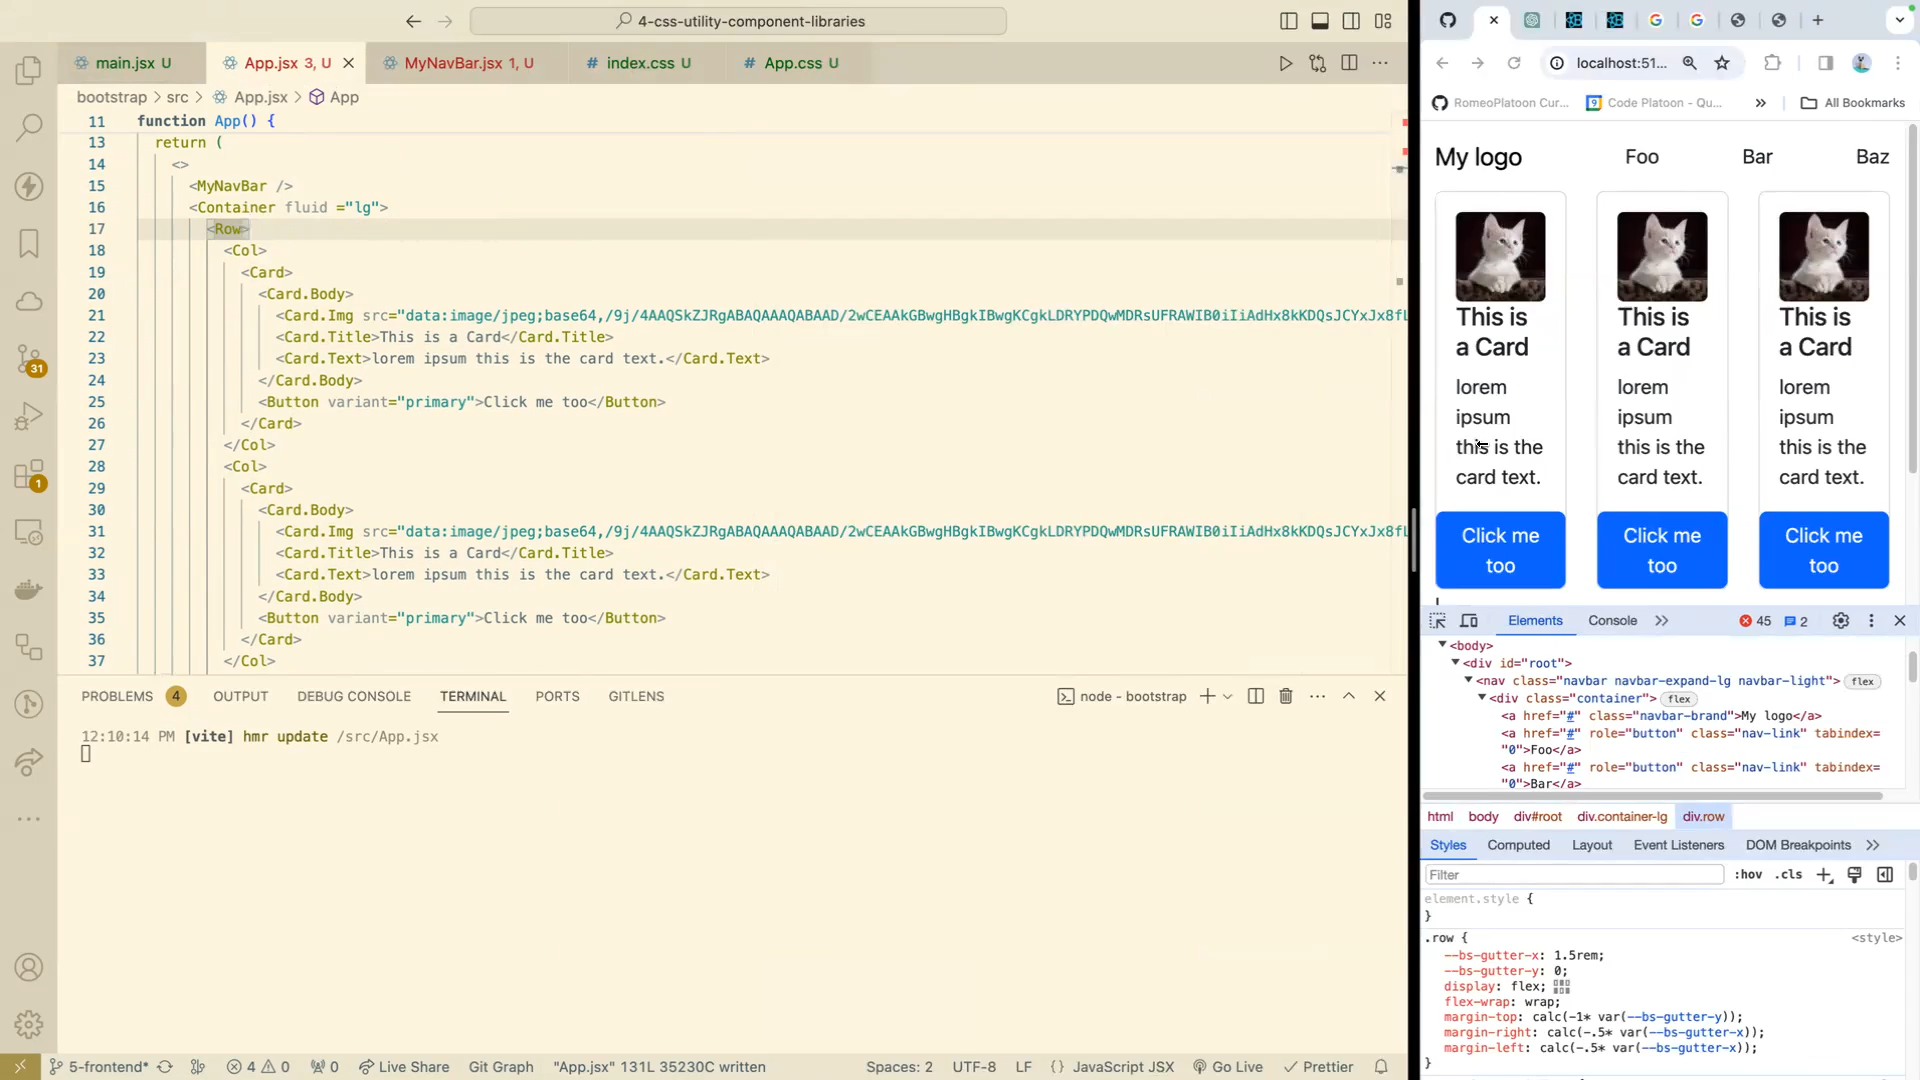 4-css-utility-component-libraries
main.jsx U
App.jsx 3, U
MyNavBar.jsx 1, U
index.css U
App.css U
bootstrap > src > App.jsx > App
11 function App() {
13 return (
14 <>
15 <MyNavBar />
16 <Container fluid ="lg">
17 <Row>
18 <Col>
19 <Card>
20 <Card.Body>
21 <Card.Img src="data:image/jpeg;base64,/9j/4AAQSkZJRgABAQAAAQABAAD/2wCEAAkGBwgHBgkIBwgKCgkLDRYPDQwMDRsUFRAWIB0iIiAdHx8kKDQsJCYxJx8fL
22 <Card.Title>This is a Card</Card.Title>
23 <Card.Text>lorem ipsum this is the card text.</Card.Text>
24 </Card.Body>
25 <Button variant="primary">Click me too</Button>
26 </Card>
27 </Col>
28 <Col>
29 <Card>
30 <Card.Body>
31 <Card.Img src="data:image/jpeg;base64,/9j/4AAQSkZJRgABAQAAAQABAAD/2wCEAAkGBwgHBgkIBwgKCgkLDRYPDQwMDRsUFRAWIB0iIiAdHx8kKDQsJCYxJx8fL
32 <Card.Title>This is a Card</Card.Title>
33 <Card.Text>lorem ipsum this is the card text.</Card.Text>
34 </Card.Body>
35 <Button variant="primary">Click me too</Button>
36 </Card>
37 </Col>
31
1
PROBLEMS 4 OUTPUT DEBUG CONSOLE TERMINAL PORTS GITLENS
node - bootstrap
12:10:14 PM [vite] hmr update /src/App.jsx
5-frontend* 4 0 0 Live Share Git Graph "App.jsx" 131L 35230C written Spaces: 2 UTF-8 LF {} JavaScript JSX Go Live Prettier
localhost:51...
RomeoPlatoon Cur... Code Platoon - Qu... » All Bookmarks
My logo Foo Bar Baz
This is
a Card
lorem
ipsum
this is the
card text.
Click me
too
This is
a Card
lorem
ipsum
this is the
card text.
Click me
too
This is
a Card
lorem
ipsum
this is the
card text.
Click me
too
Elements Console » 45 2
<body>
<div id="root">
<nav class="navbar navbar-expand-lg navbar-light"> flex
<div class="container"> flex
<a href="#" class="navbar-brand">My logo</a>
<a href="#" role="button" class="nav-link" tabindex=
"0">Foo</a>
<a href="#" role="button" class="nav-link" tabindex=
"0">Bar</a>
html body div#root div.container-lg div.row
Styles Computed Layout Event Listeners DOM Breakpoints »
Filter :hov .cls
element.style {
}
.row { <style>
--bs-gutter-x: 1.5rem;
--bs-gutter-y: 0;
display: flex;
flex-wrap: wrap;
margin-top: calc(-1* var(--bs-gutter-y));
margin-right: calc(-.5* var(--bs-gutter-x));
margin-left: calc(-.5* var(--bs-gutter-x));
}